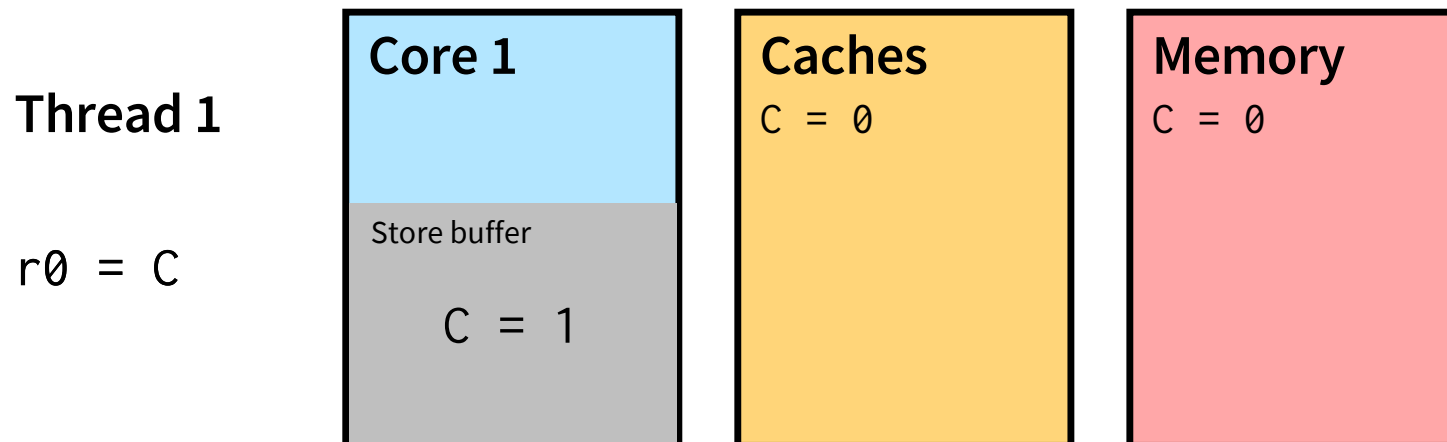 Thread 1
r0 = C
Core 1
Store buffer
C = 1
Caches
C = 0
Memory
C = 0